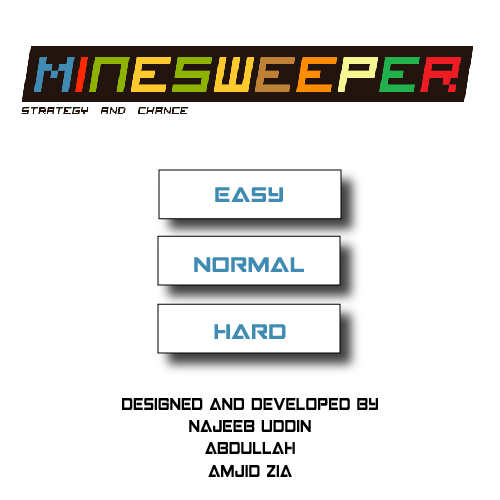 MINESWEEPER
STRATEGY AND CHANCE
EASY
NORMAL
HARD
DESIGNED AND DEVELOPED BY
NAJEEB UDDIN
ABDULLAH
AMJID ZIA